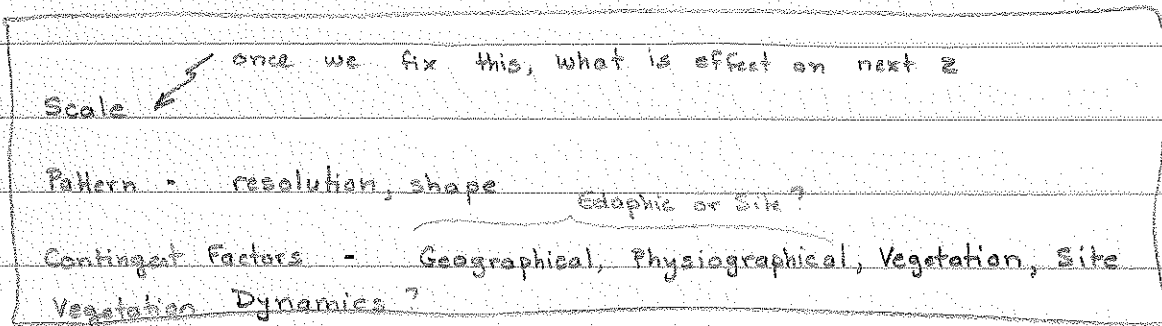 once we fix this, what is effect on next 2
Scale
Pattern - resolution, shape
Edaphic or Site?
Contingent Factors - Geographical, Physiographical, Vegetation, Site
Vegetation Dynamics?